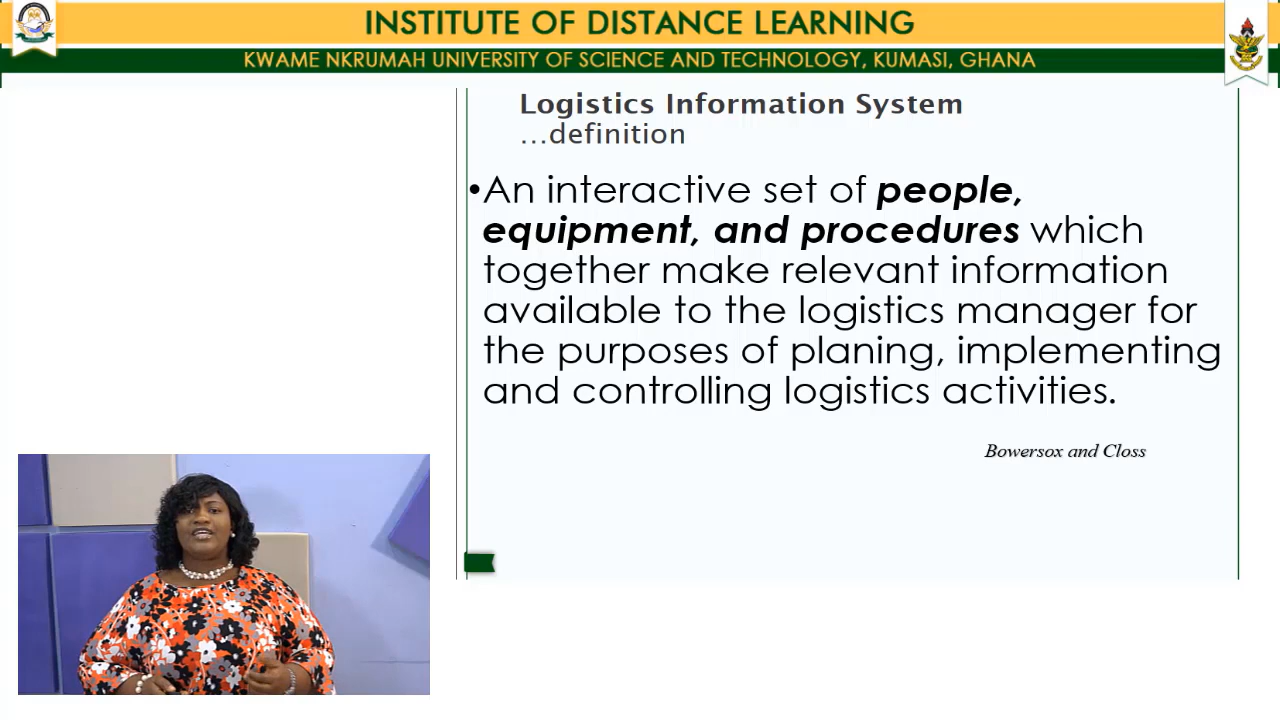 INSTITUTE OF DISTANCE LEARNING
KWAME NKRUMAH UNIVERSITY OF SCIENCE AND TECHNOLOGY, KUMASI, GHANA
Logistics Information System
…definition
•An interactive set of people,
equipment, and procedures which
together make relevant information
available to the logistics manager for
the purposes of planing, implementing
and controlling logistics activities.
Bowersox and Closs